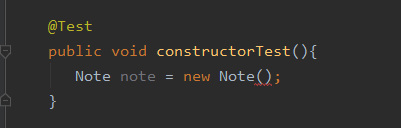 @Test
public void constructorTest(){
Note note = new Note();
}